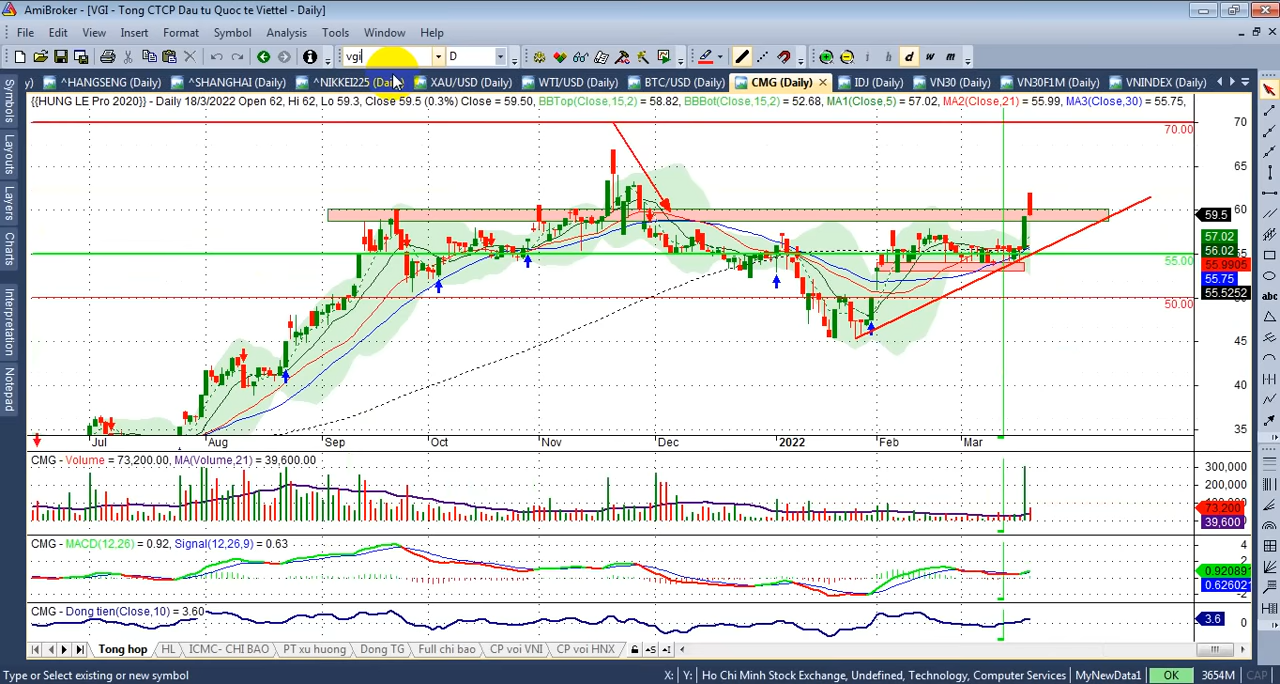 AmiBroker - [VGI - Tong CTCP Dau tu Quoc te Viettel - Daily]
File Edit View Insert Format Symbol Analysis Tools Window Help
vgi D d w m
^HANGSENG (Daily) ^SHANGHAI (Daily) ^NIKKEI225 (Daily) XAU/USD (Daily) WTI/USD (Daily) BTC/USD (Daily) CMG (Daily) IDJ (Daily) VN30 (Daily) VN30F1M (Daily) VNINDEX (Daily)
{{HUNG LE Pro 2020}} - Daily 18/3/2022 Open 62, Hi 62, Lo 59.3, Close 59.5 (0.3%) Close = 59.50, BBTop(Close,15,2) = 58.82, BBBot(Close,15,2) = 52.68, MA1(Close,5) = 57.02, MA2(Close,21) = 55.99, MA3(Close,30) = 55.75,
Symbols
Layouts
Layers
Charts
Interpretation
Notepad
abc
70.00
55.00
50.00
70
65
60
59.5
57.02
56.02
55.9905
55.75
55.5252
45
40
35
Jul Aug Sep Oct Nov Dec 2022 Feb Mar
CMG - Volume = 73,200.00, MA(Volume,21) = 39,600.00
300,000
200,000
73,200
39,600
CMG - MACD(12,26) = 0.92, Signal(12,26,9) = 0.63
4
2
0.92089
0.62602
-2
CMG - Dong tien(Close,10) = 3.60
3.6
0
Tong hop HL ICMC- CHI BAO PT xu huong Dong TG Full chi bao CP voi VNI CP voi HNX
Type or Select existing or new symbol X: Y: Ho Chi Minh Stock Exchange, Undefined, Technology, Computer Services MyNewData1 OK 3654M CAP